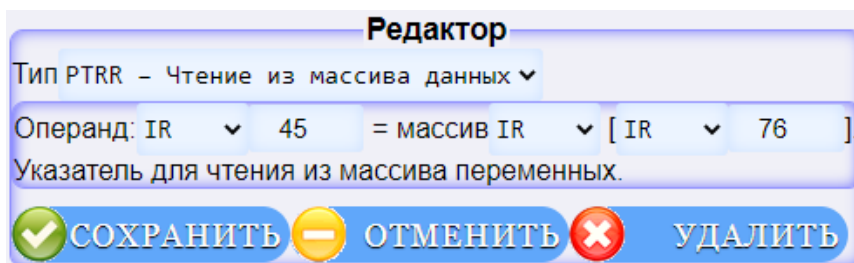 Редактор
Тип PTRR – Чтение из массива данных
Операнд: IR 45 = массив IR [ IR 76 ]
Указатель для чтения из массива переменных.
СОХРАНИТЬ ОТМЕНИТЬ УДАЛИТЬ